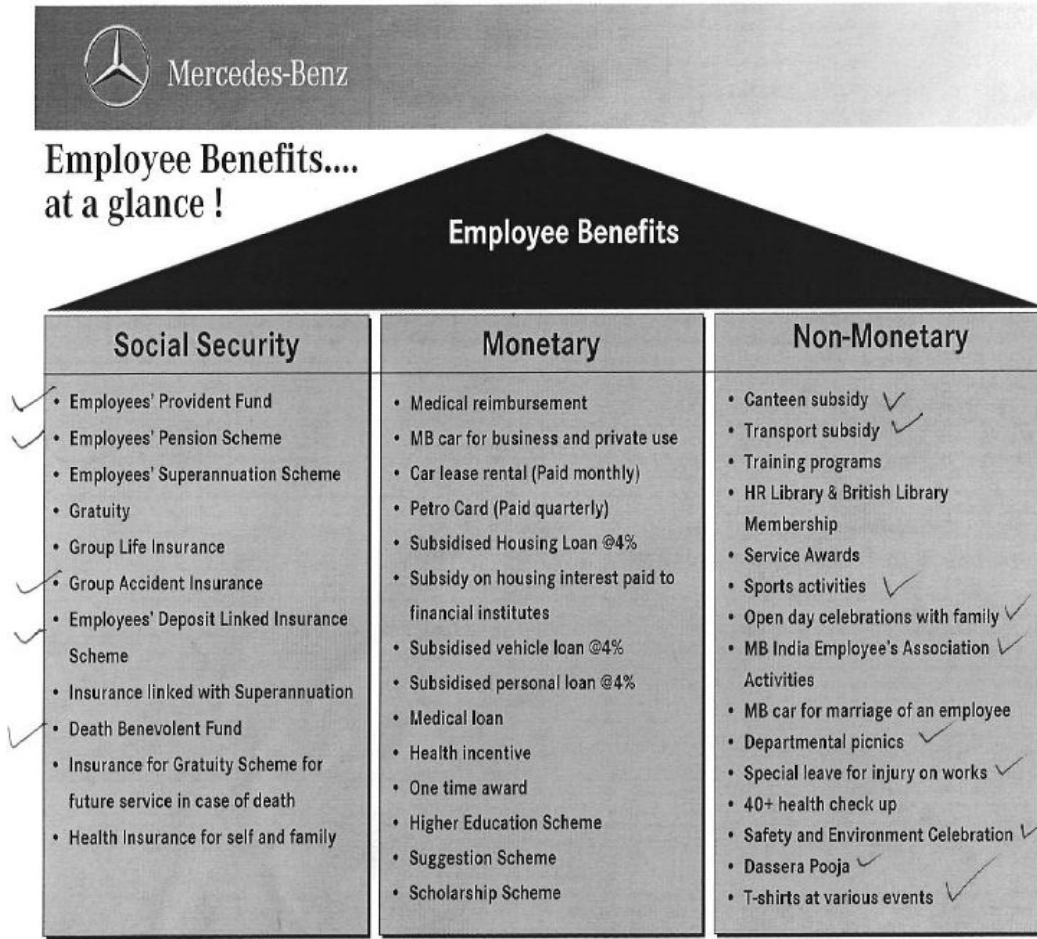 Mercedes-Benz
Employee Benefits....
at a glance !
Employee Benefits
Social Security
• Employees' Provident Fund
• Employees' Pension Scheme
• Employees' Superannuation Scheme
• Gratuity
• Group Life Insurance
• Group Accident Insurance
• Employees' Deposit Linked Insurance
Scheme
• Insurance linked with Superannuation
• Death Benevolent Fund
• Insurance for Gratuity Scheme for
future service in case of death
• Health Insurance for self and family
Monetary
• Medical reimbursement
• MB car for business and private use
• Car lease rental (Paid monthly)
• Petro Card (Paid quarterly)
• Subsidised Housing Loan @4%
• Subsidy on housing interest paid to
financial institutes
• Subsidised vehicle loan @4%
• Subsidised personal loan @4%
• Medical loan
• Health incentive
• One time award
• Higher Education Scheme
• Suggestion Scheme
• Scholarship Scheme
Non-Monetary
• Canteen subsidy
• Transport subsidy
• Training programs
• HR Library & British Library
Membership
• Service Awards
• Sports activities
• Open day celebrations with family
• MB India Employee's Association
Activities
• MB car for marriage of an employee
• Departmental picnics
• Special leave for injury on works
• 40+ health check up
• Safety and Environment Celebration
• Dassera Pooja
• T-shirts at various events